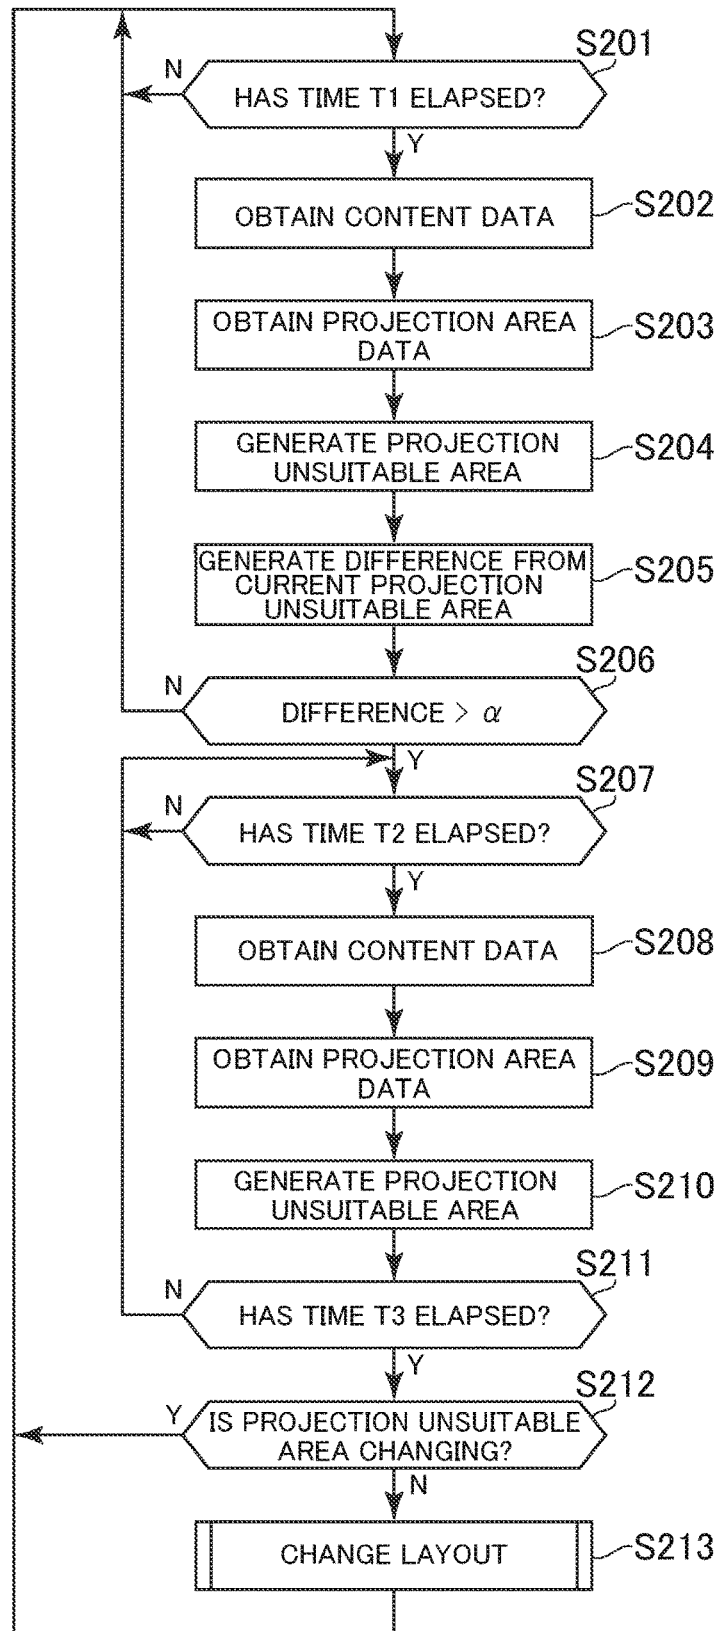 S201
N
HAS TIME T1 ELAPSED?
Y
OBTAIN CONTENT DATA
S202
OBTAIN PROJECTION AREA
DATA
S203
GENERATE PROJECTION
UNSUITABLE AREA
S204
GENERATE DIFFERENCE FROM
CURRENT PROJECTION
UNSUITABLE AREA
S205
S206
N
DIFFERENCE > α
Y
S207
N
HAS TIME T2 ELAPSED?
Y
OBTAIN CONTENT DATA
S208
OBTAIN PROJECTION AREA
DATA
S209
GENERATE PROJECTION
UNSUITABLE AREA
S210
S211
N
HAS TIME T3 ELAPSED?
Y
S212
Y
IS PROJECTION UNSUITABLE
AREA CHANGING?
N
CHANGE LAYOUT
S213